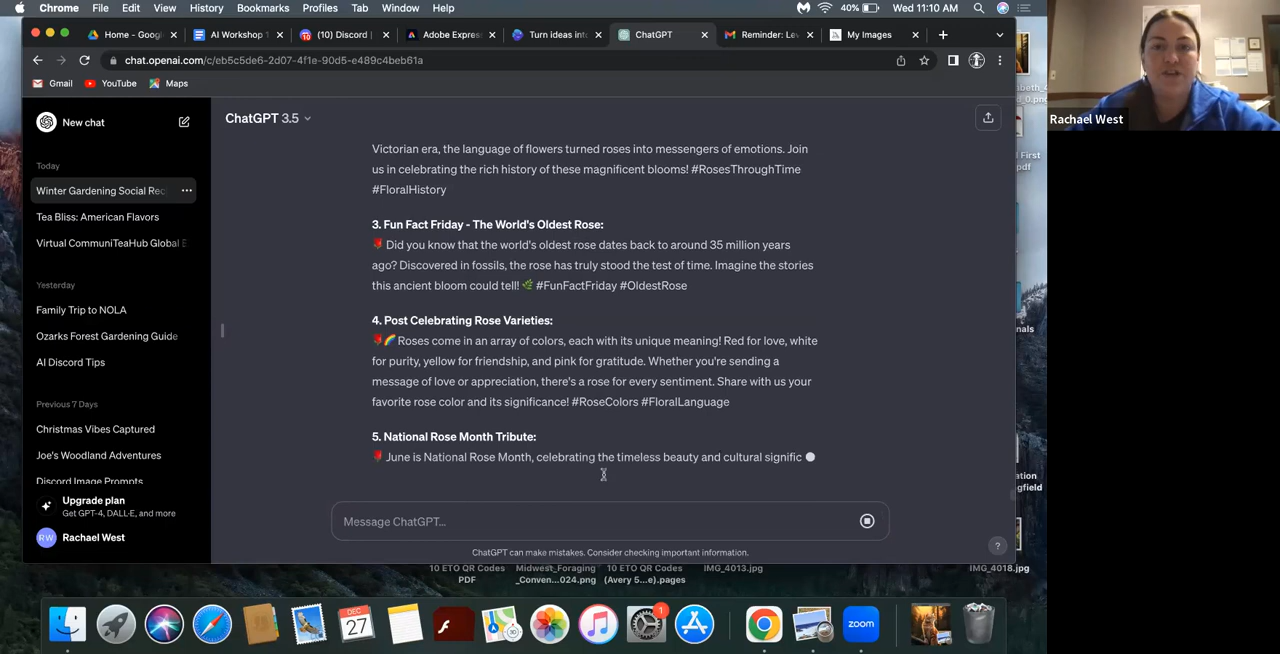 Chrome File Edit View History Bookmarks Profiles Tab Window Help 40% Wed 11:10 AM
Home - Goog AI Workshop (10) Discord | Adobe Expres Turn ideas int ChatGPT Reminder: Le My Images
chat.openai.com/c/eb5c5de6-2d07-4f1e-90d5-e489c4beb61a
Gmail YouTube Maps
New chat
Today
Winter Gardening Social Rec
Tea Bliss: American Flavors
Virtual CommuniTeaHub Global
Yesterday
Family Trip to NOLA
Ozarks Forest Gardening Guide
AI Discord Tips
Previous 7 Days
Christmas Vibes Captured
Joe's Woodland Adventures
Discord Image Prompts
Upgrade plan
Get GPT-4, DALL·E, and more
RW Rachael West
ChatGPT 3.5
Victorian era, the language of flowers turned roses into messengers of emotions. Join
us in celebrating the rich history of these magnificent blooms! #RosesThroughTime
#FloralHistory
3. Fun Fact Friday - The World's Oldest Rose:
🌹Did you know that the world's oldest rose dates back to around 35 million years
ago? Discovered in fossils, the rose has truly stood the test of time. Imagine the stories
this ancient bloom could tell! 🌿 #FunFactFriday #OldestRose
4. Post Celebrating Rose Varieties:
🌹🌈Roses come in an array of colors, each with its unique meaning! Red for love, white
for purity, yellow for friendship, and pink for gratitude. Whether you're sending a
message of love or appreciation, there's a rose for every sentiment. Share with us your
favorite rose color and its significance! #RoseColors #FloralLanguage
5. National Rose Month Tribute:
🌹 June is National Rose Month, celebrating the timeless beauty and cultural signific
Message ChatGPT...
ChatGPT can make mistakes. Consider checking important information.
?
Rachael West
First
pdf
10 ETO QR Codes Midwest_Foraging 10 ETO QR Codes IMG_4013.jpg IMG_4018.jpg
PDF _Conven...024.png (Avery 5...e).pages
DEC
27
1
zoom